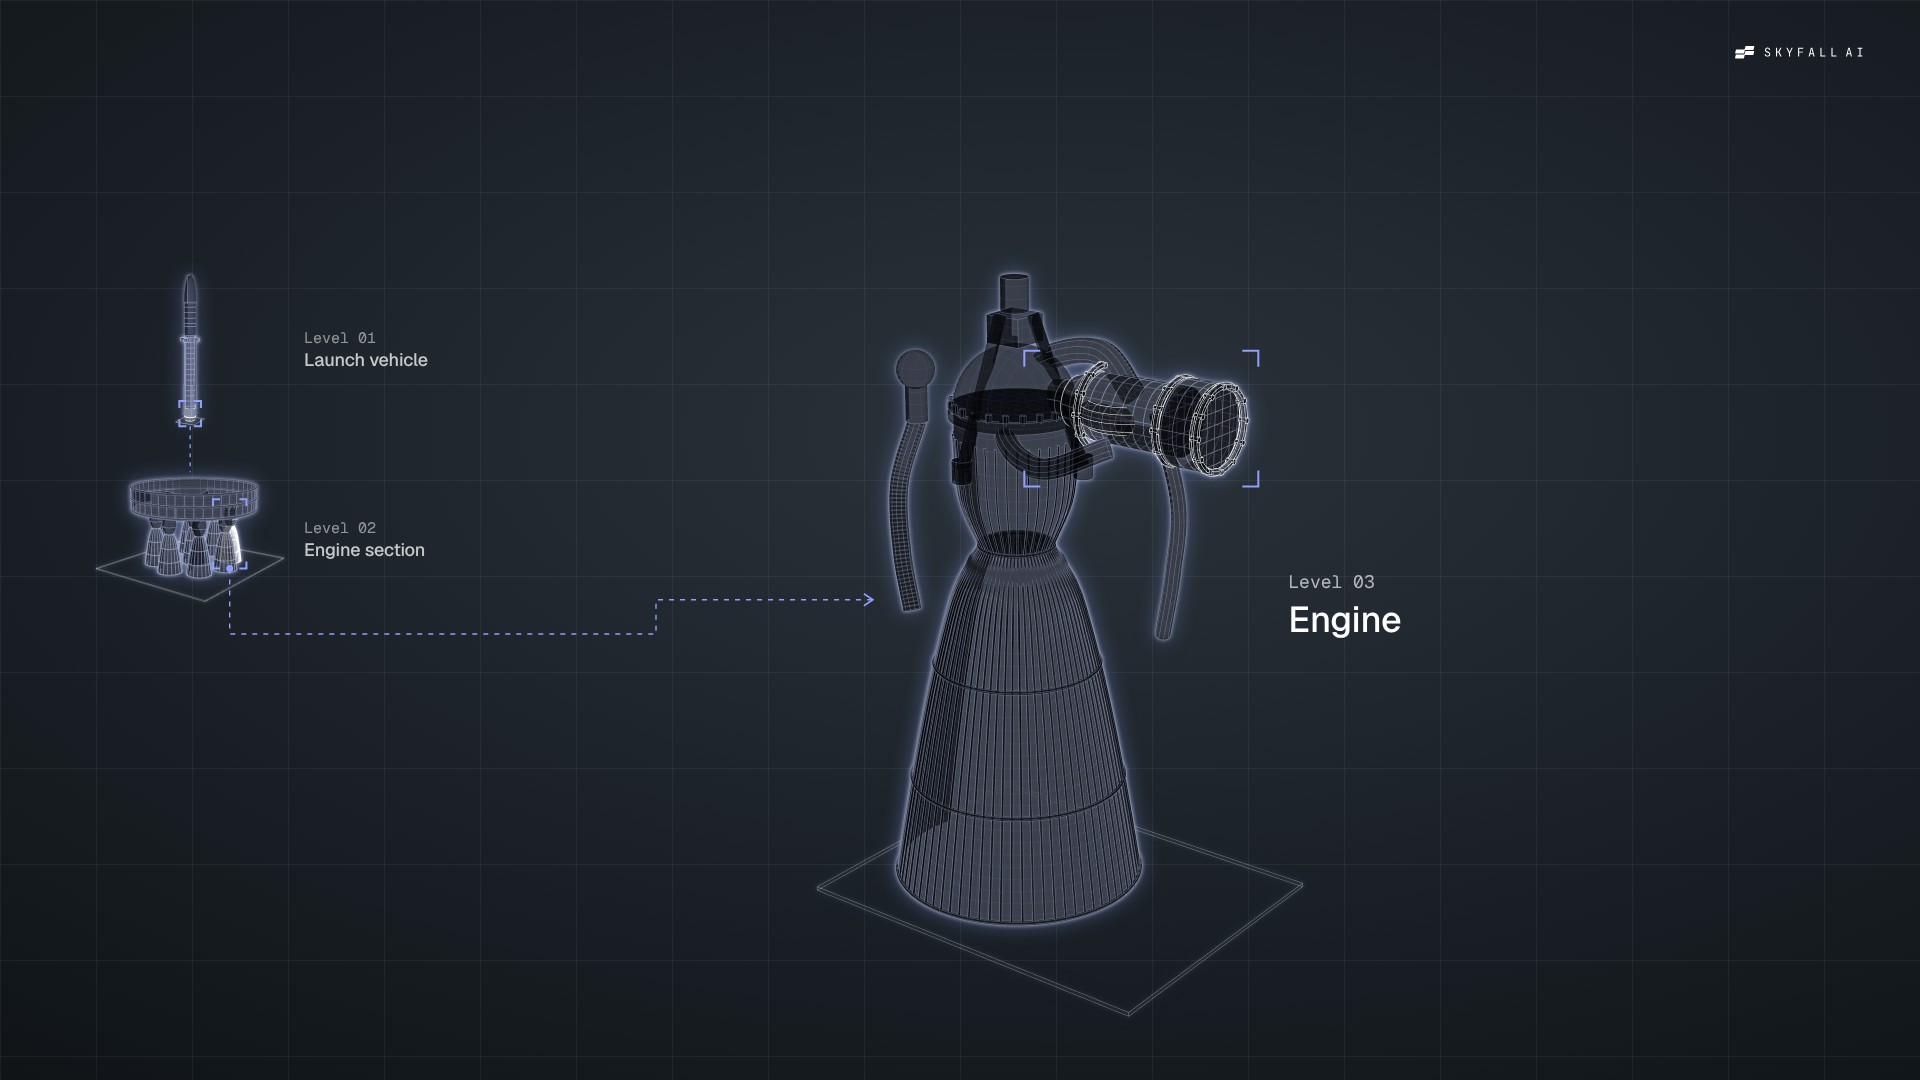 SKYFALL AI
Level 01
Launch vehicle
Level 02
Engine section
Level 03
Engine